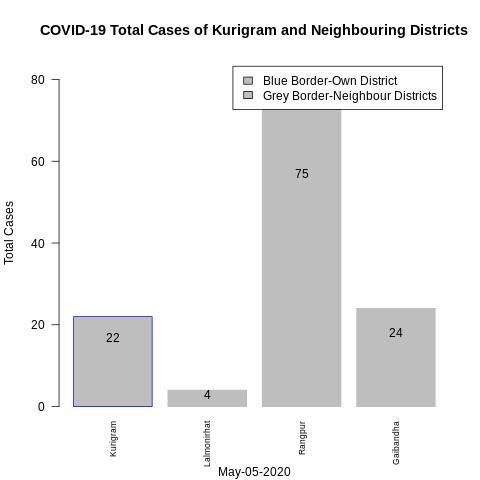 COVID-19 Total Cases of Kurigram and Neighbouring Districts
Blue Border-Own District
Grey Border-Neighbour Districts
Total Cases
80
60
40
20
0
22
4
75
24
Kurigram
Lalmonirhat
Rangpur
Gaibandha
May-05-2020